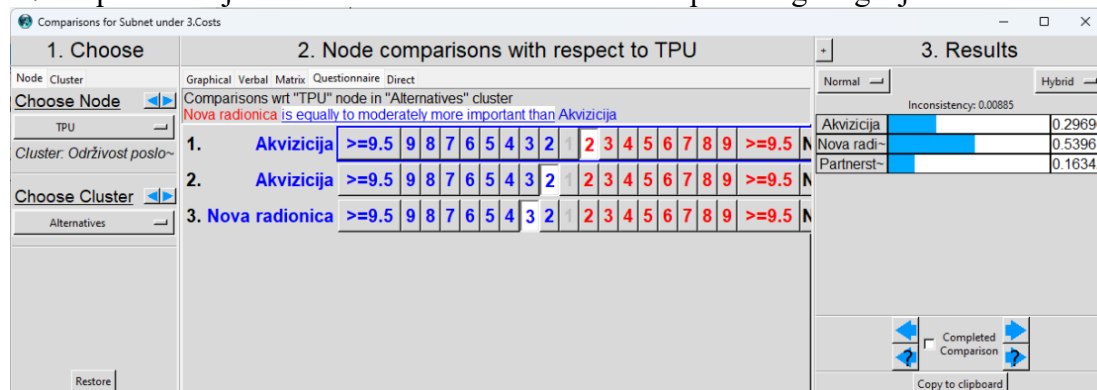 Comparisons for Subnet under 3.Costs
1. Choose
Node Cluster
Choose Node
TPU
Cluster: Održivost poslo~
Choose Cluster
Alternatives
Restore
2. Node comparisons with respect to TPU
Graphical Verbal Matrix Questionnaire Direct
Comparisons wrt "TPU" node in "Alternatives" cluster
Nova radionica is equally to moderately more important than Akvizicija
1. Akvizicija >=9.5 9 8 7 6 5 4 3 2 1 2 3 4 5 6 7 8 9 >=9.5 N
2. Akvizicija >=9.5 9 8 7 6 5 4 3 2 1 2 3 4 5 6 7 8 9 >=9.5 N
3. Nova radionica >=9.5 9 8 7 6 5 4 3 2 1 2 3 4 5 6 7 8 9 >=9.5 N
+ 3. Results
Normal Hybrid
Inconsistency: 0.00885
Akvizicija 0.2969
Nova radi~ 0.5396
Partnerst~ 0.1634
Completed
Comparison
? ?
Copy to clipboard